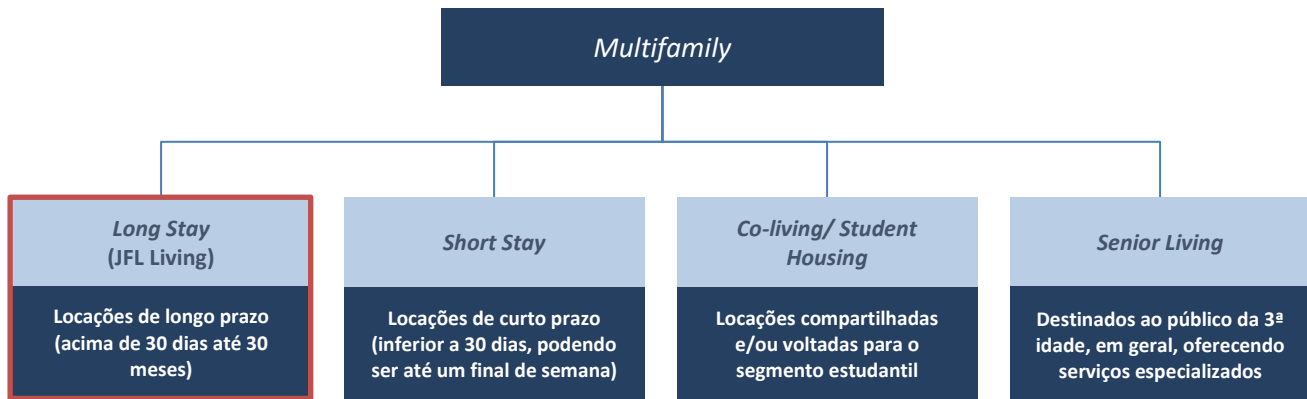 Multifamily
Long Stay
(JFL Living)
Locações de longo prazo
(acima de 30 dias até 30
meses)
Short Stay
Locações de curto prazo
(inferior a 30 dias, podendo
ser até um final de semana)
Co-living/ Student
Housing
Locações compartilhadas
e/ou voltadas para o
segmento estudantil
Senior Living
Destinados ao público da 3ª
idade, em geral, oferecendo
serviços especializados